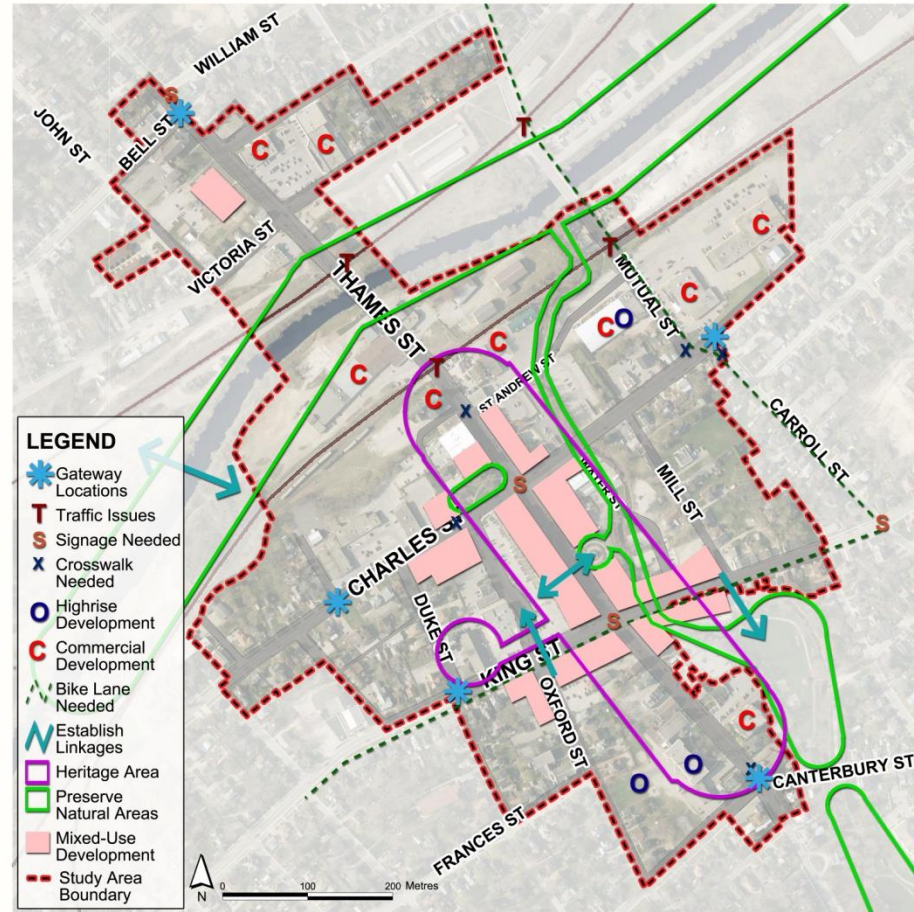 WILLIAM ST
S
JOHN ST
BELL ST
C
C
T
VICTORIA ST
T
T
C
THAMES ST
MUTUAL ST
C
C
O
C
C
T
C
ST ANDREW ST
X
X
X
CARROLL ST
LEGEND
Gateway
Locations
T Traffic Issues
S Signage Needed
x Crosswalk
Needed
O Highrise
Development
C Commercial
Development
Bike Lane
Needed
Establish
Linkages
Heritage Area
Preserve
Natural Areas
Mixed-Use
Development
Study Area
Boundary
S
WATER ST
MILL ST
S
X
CHARLES ST
DUKE ST
S
KING ST
OXFORD ST
C
O
O
X
CANTERBURY ST
FRANCES ST
N
0 100 200 Metres